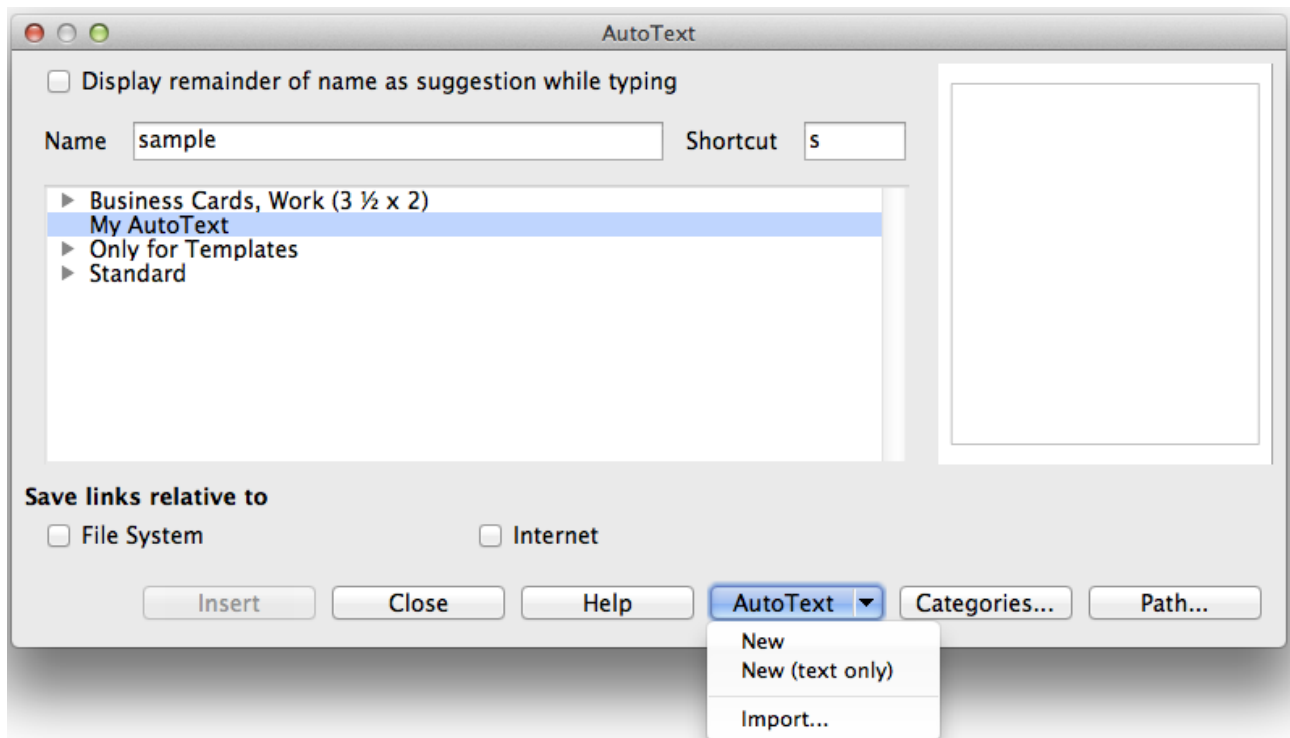 AutoText
Display remainder of name as suggestion while typing
Name sample Shortcut s
Business Cards, Work (3 ½ x 2)
My AutoText
Only for Templates
Standard
Save links relative to
File System Internet
Insert Close Help AutoText Categories... Path...
New
New (text only)
Import...